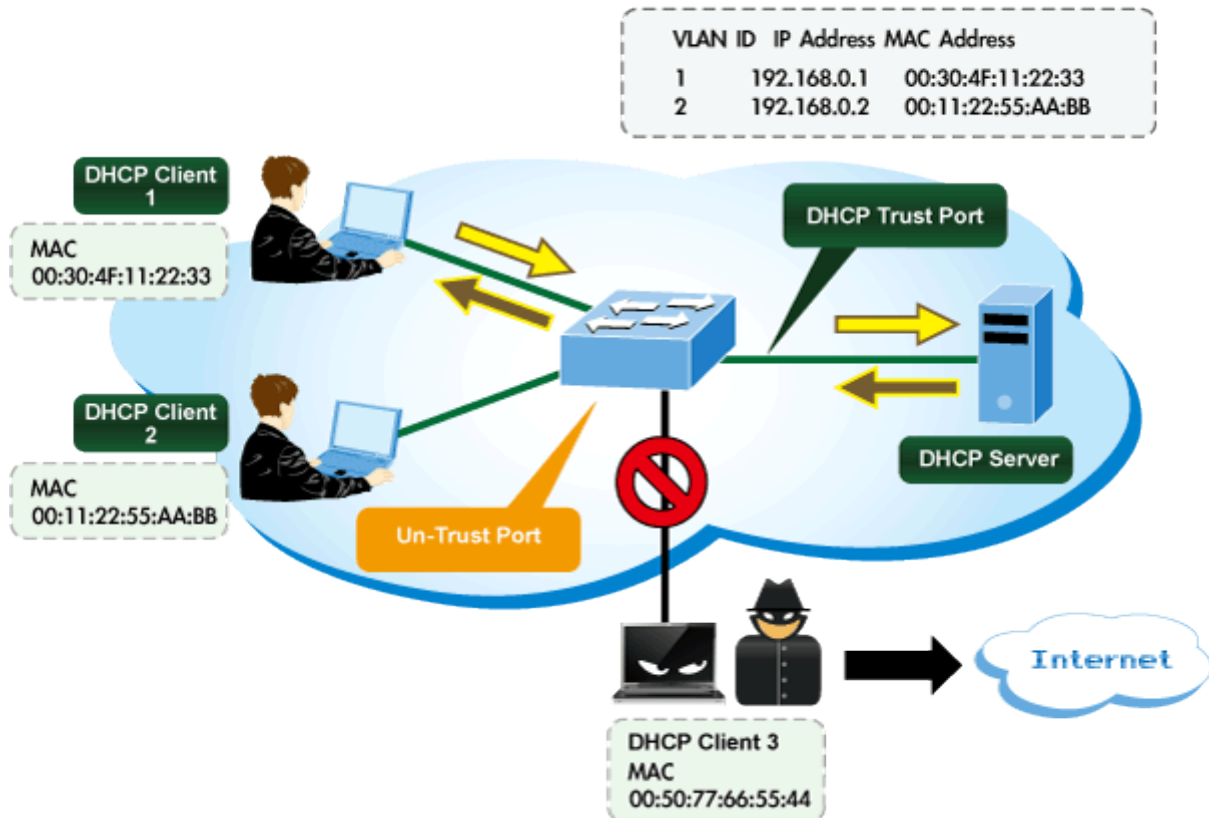 VLAN ID IP Address MAC Address
1 192.168.0.1 00:30:4F:11:22:33
2 192.168.0.2 00:11:22:55:AA:BB
DHCP Client
1
MAC
00:30:4F:11:22:33
DHCP Trust Port
DHCP Client
2
MAC
00:11:22:55:AA:BB
Un-Trust Port
DHCP Server
Internet
DHCP Client 3
MAC
00:50:77:66:55:44